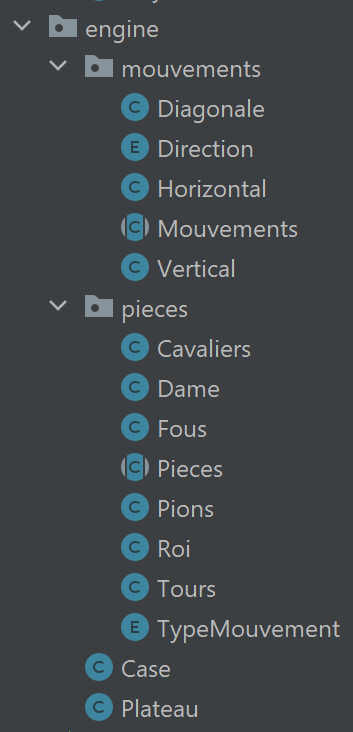 engine
mouvements
C Diagonale
E Direction
C Horizontal
C Mouvements
C Vertical
pieces
C Cavaliers
C Dame
C Fous
C Pieces
C Pions
C Roi
C Tours
E TypeMouvement
C Case
C Plateau